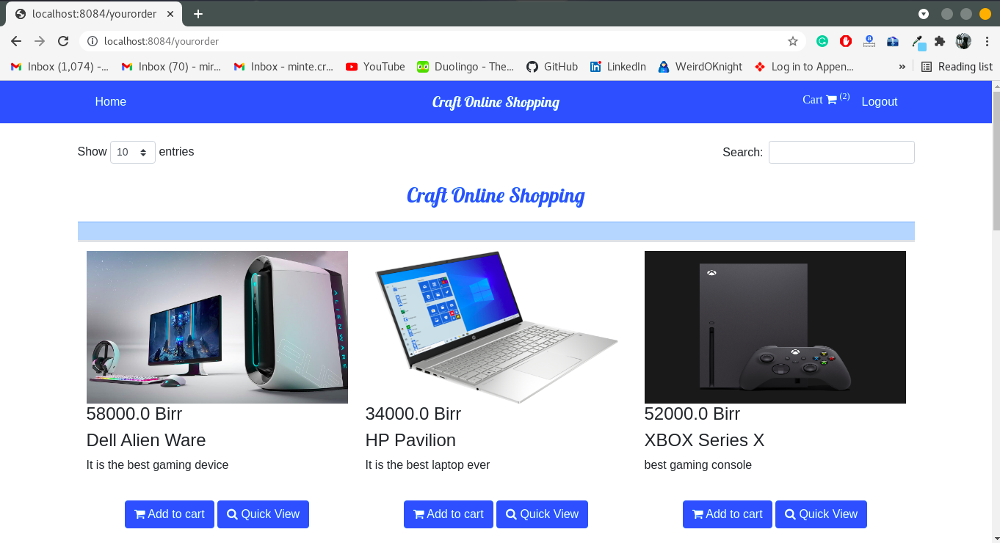 localhost:8084/yourorder
localhost:8084/yourorder
Inbox (1,074) -... Inbox (70) - mir... Inbox - minte.cr... YouTube Duolingo - The... GitHub LinkedIn WeirdOKnight Log in to Appen... » Reading list
Home Craft Online Shopping Cart (2) Logout
Show 10 entries Search:
Craft Online Shopping
ALIENWARE
58000.0 Birr 34000.0 Birr 52000.0 Birr
Dell Alien Ware HP Pavilion XBOX Series X
It is the best gaming device It is the best laptop ever best gaming console
Add to cart Quick View Add to cart Quick View Add to cart Quick View